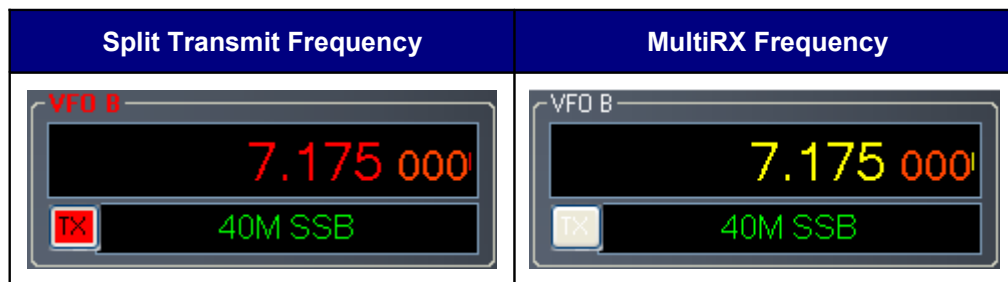 Split Transmit Frequency
MultiRX Frequency
VFO B
7.175 000
TX
40M SSB
VFO B
7.175 000
TX
40M SSB